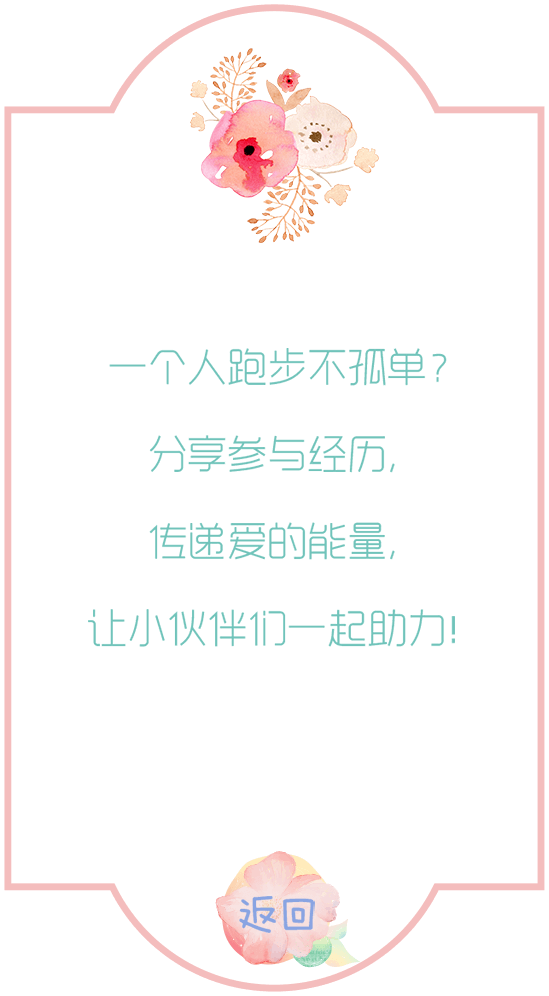 一个人跑步不孤单?
分享参与经历,
传递爱的能量,
让小伙伴们一起助力!
返回